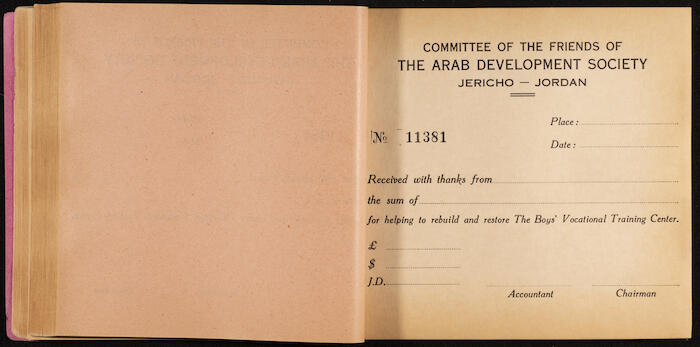 COMMITTEE OF THE FRIENDS OF
THE ARAB DEVELOPMENT SOCIETY
JERICHO — JORDAN
Place :
№ 11381
Date :
Received with thanks from
the sum of
for helping to rebuild and restore The Boys' Vocational Training Center.
£
$
J.D.
Accountant Chairman